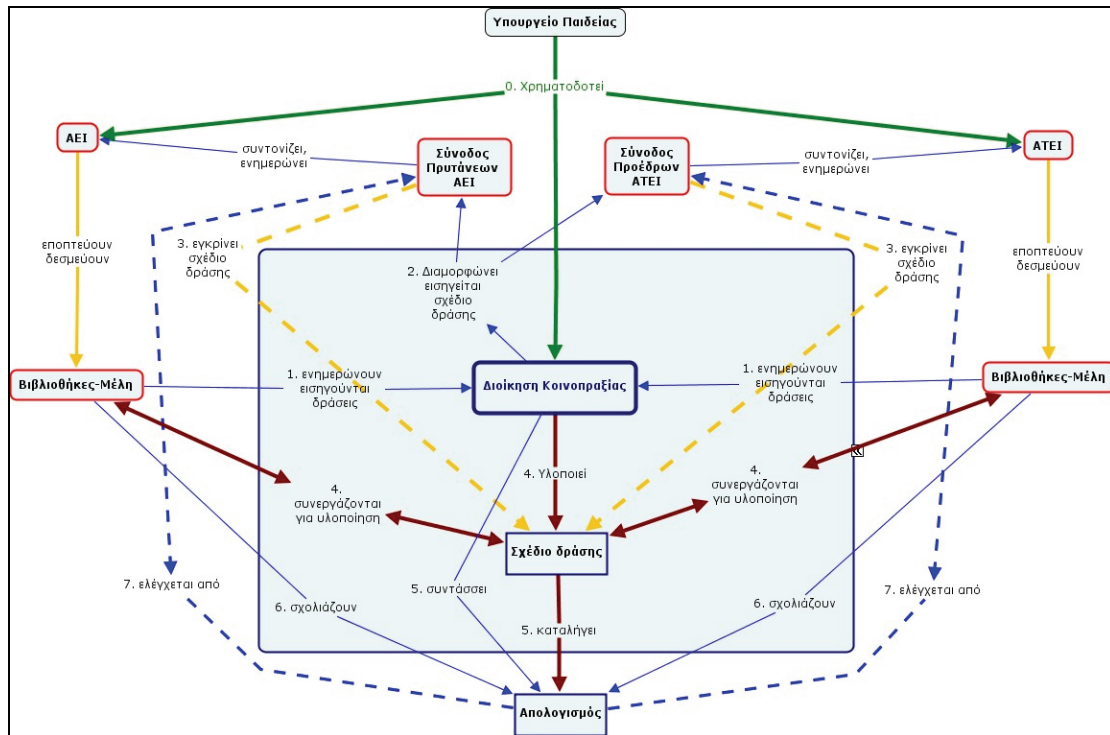 Υπουργείο Παιδείας
0. Χρηματοδοτεί
ΑΕΙ
συντονίζει,
ενημερώνει
Σύνοδος
Πρυτάνεων
ΑΕΙ
Σύνοδος
Προέδρων
ΑΤΕΙ
συντονίζει,
ενημερώνει
ΑΤΕΙ
εποπτεύουν
δεσμεύουν
3. εγκρίνει
σχέδιο
δράσης
2. Διαμορφώνει
εισηγείται
σχέδιο
δράσης
3. εγκρίνει
σχέδιο
δράσης
εποπτεύουν
δεσμεύουν
Βιβλιοθήκες-Μέλη
1. ενημερώνουν
εισηγούνται
δράσεις
Διοίκηση Κοινοπραξίας
1. ενημερώνουν
εισηγούνται
δράσεις
Βιβλιοθήκες-Μέλη
4.
συνεργάζονται
για υλοποίηση
4. Υλοποιεί
4.
συνεργάζονται
για υλοποίηση
Σχέδιο δράσης
7. ελέγχεται από
6. σχολιάζουν
5. συντάσσει
5. καταλήγει
6. σχολιάζουν
7. ελέγχεται από
Απολογισμός